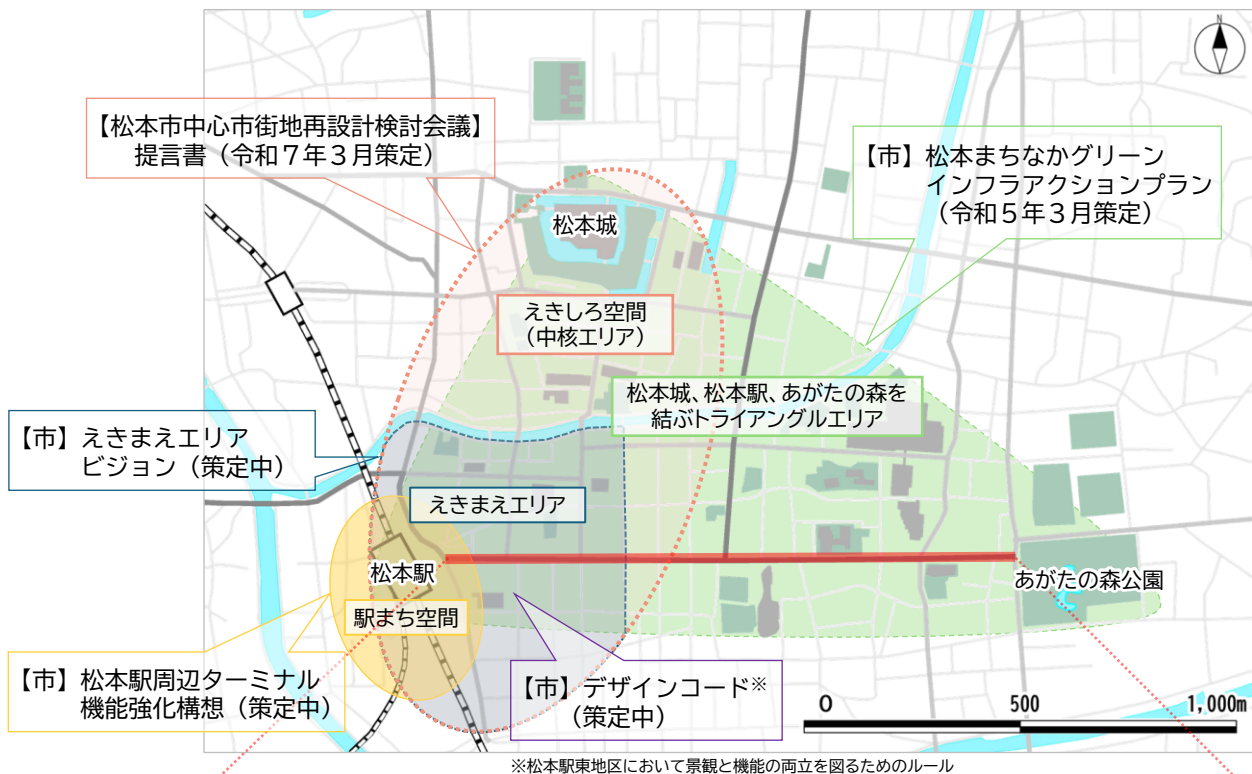 N
【松本市中心市街地再設計検討会議】
提言書（令和７年３月策定）
【市】松本まちなかグリーン
インフラアクションプラン
（令和５年３月策定）
松本城
えきしろ空間
（中核エリア）
松本城、松本駅、あがたの森を
結ぶトライアングルエリア
【市】えきまえエリア
ビジョン（策定中）
えきまえエリア
松本駅
あがたの森公園
駅まち空間
【市】松本駅周辺ターミナル
機能強化構想（策定中）
【市】デザインコード※
（策定中）
0 500 1,000m
※松本駅東地区において景観と機能の両立を図るためのルール